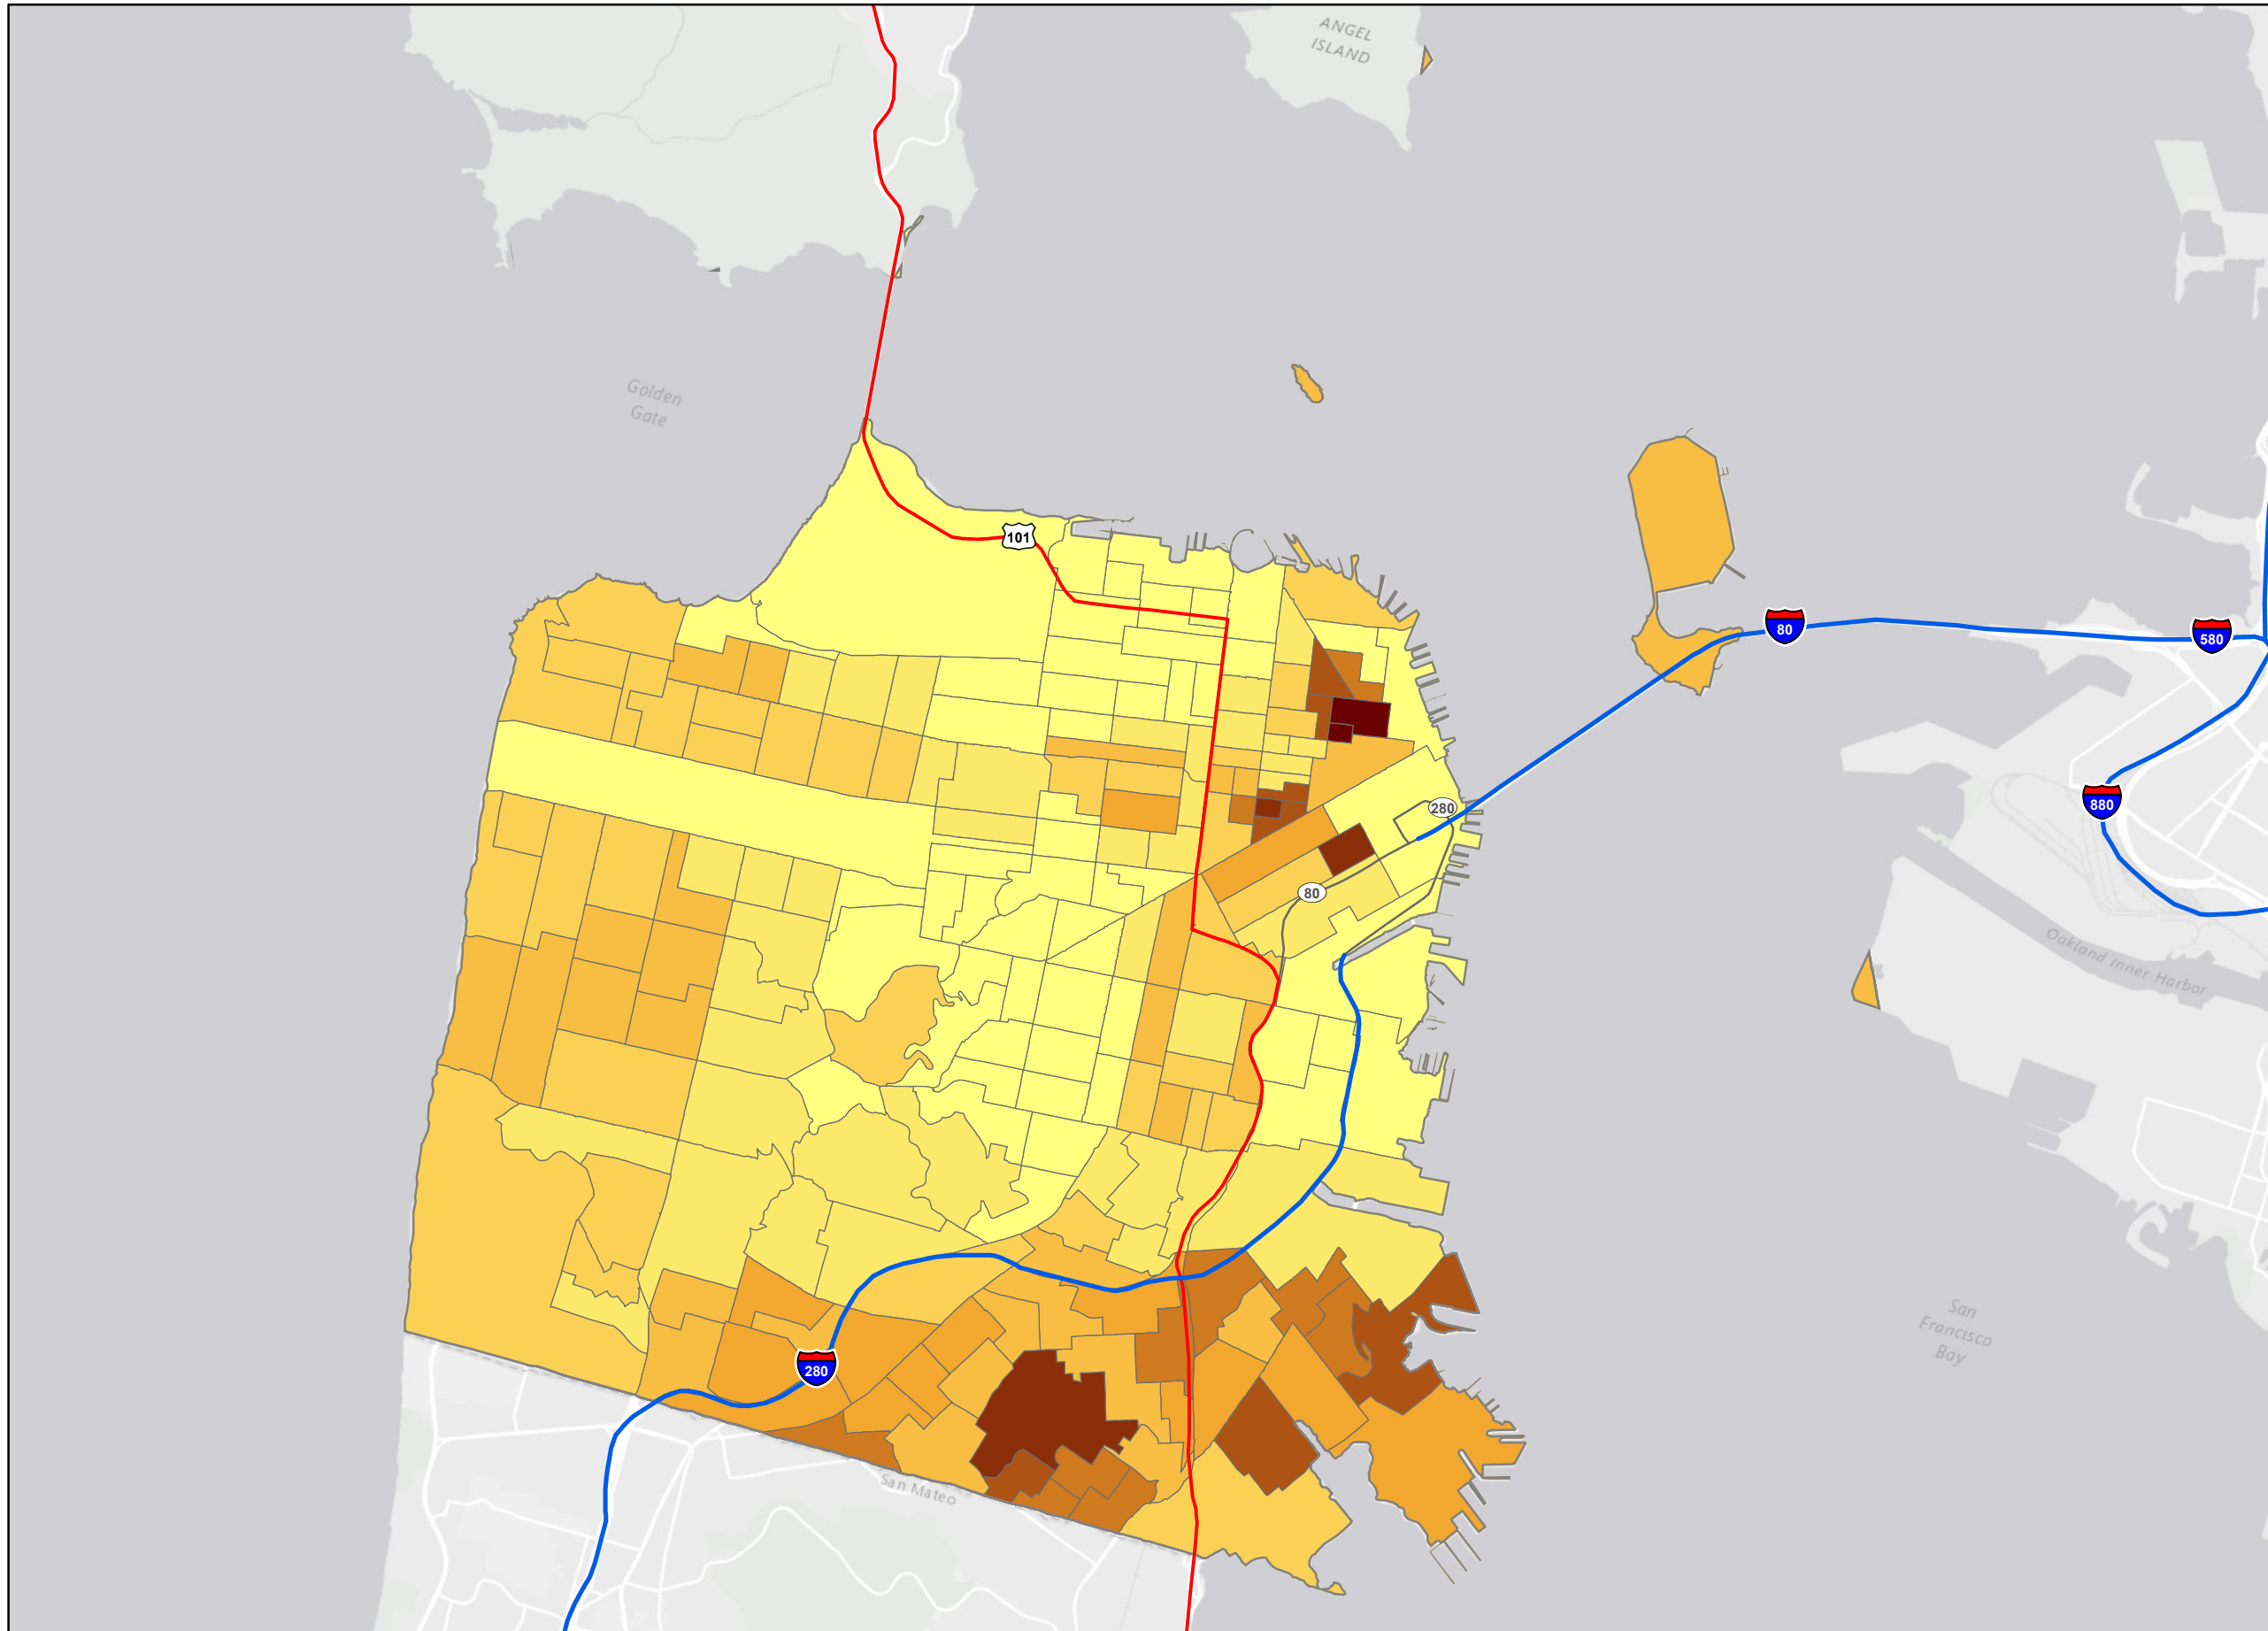 ANGEL
ISLAND
Golden
Gate
101
80
580
280
880
80
Oakland Inner Harbor
San
Francisco
Bay
280
San Mateo